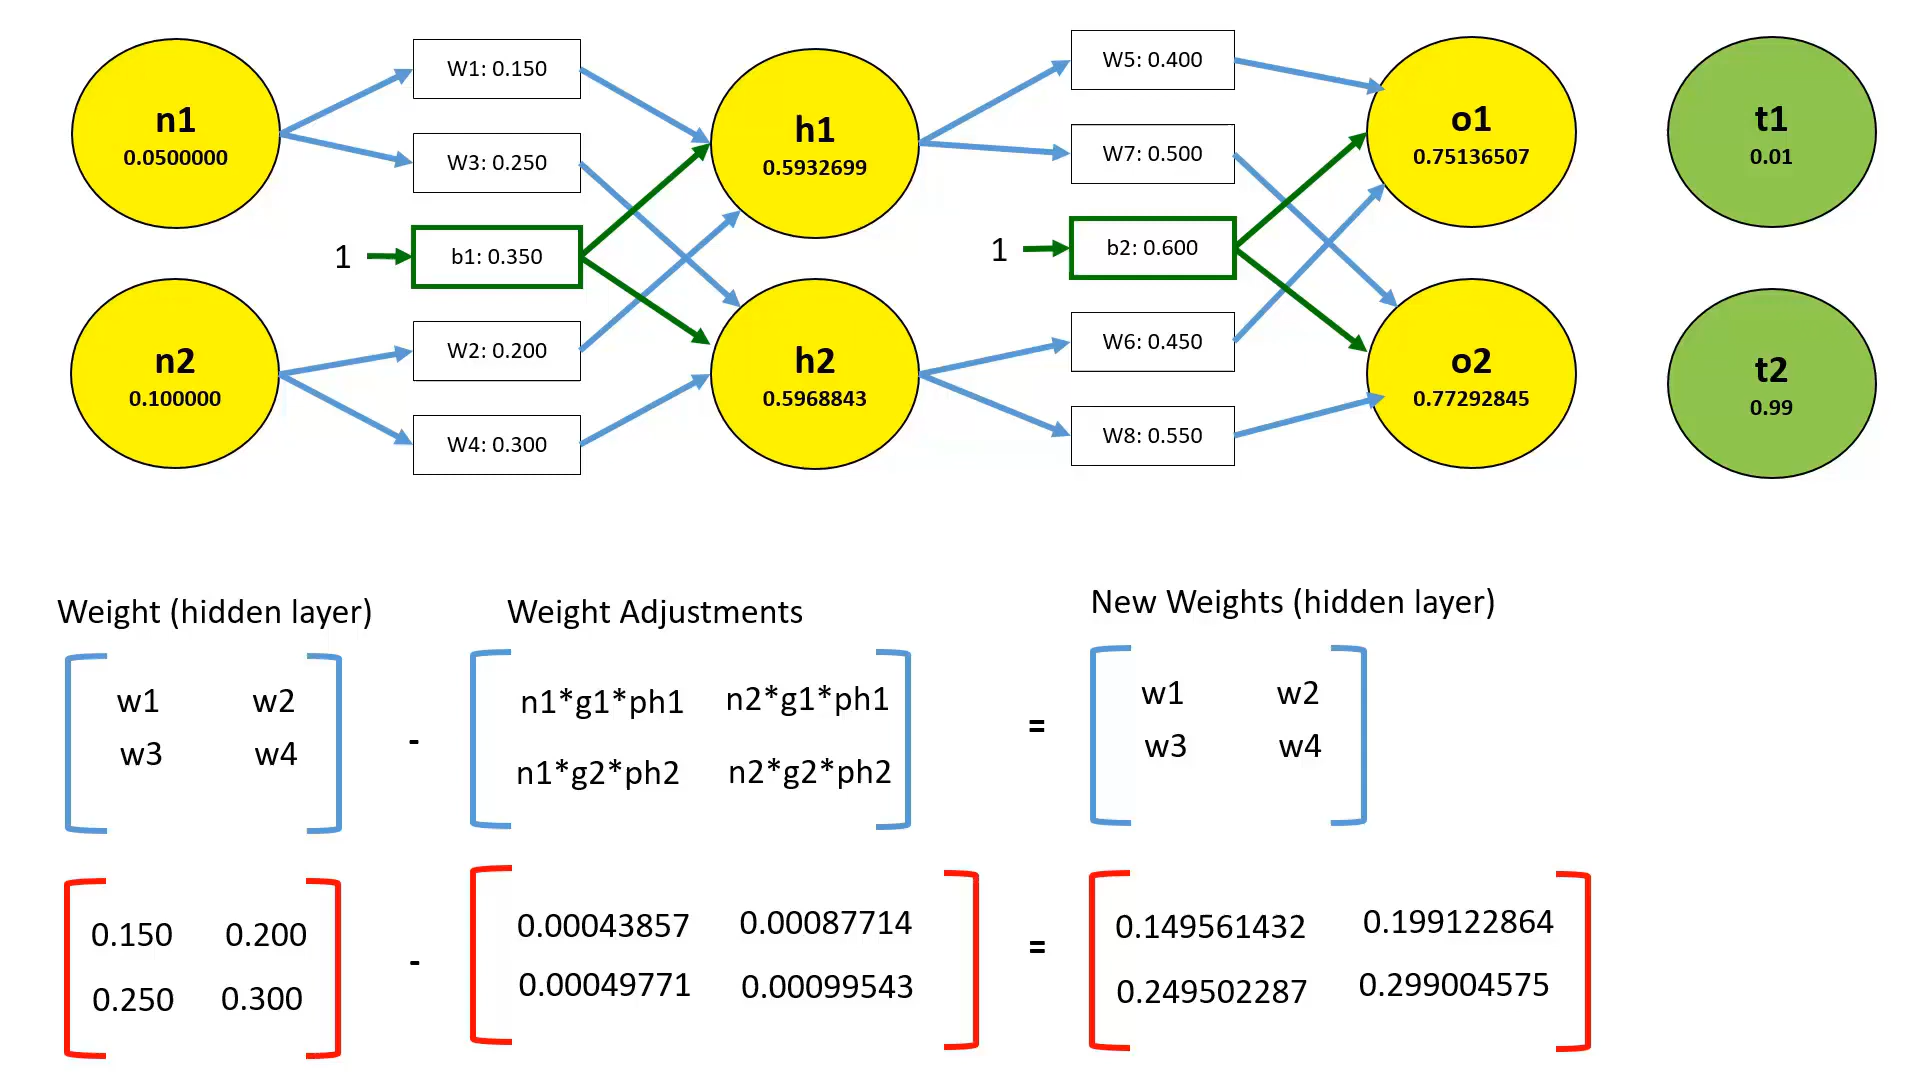 n1
0.0500000
n2
0.100000
W1: 0.150
W3: 0.250
1
b1: 0.350
W2: 0.200
W4: 0.300
h1
0.5932699
h2
0.5968843
W5: 0.400
W7: 0.500
1
b2: 0.600
W6: 0.450
W8: 0.550
o1
0.75136507
o2
0.77292845
t1
0.01
t2
0.99
Weight (hidden layer)
w1 w2
w3 w4
-
Weight Adjustments
n1*g1*ph1 n2*g1*ph1
n1*g2*ph2 n2*g2*ph2
=
New Weights (hidden layer)
w1 w2
w3 w4
0.150 0.200
0.250 0.300
-
0.00043857 0.00087714
0.00049771 0.00099543
=
0.149561432 0.199122864
0.249502287 0.299004575